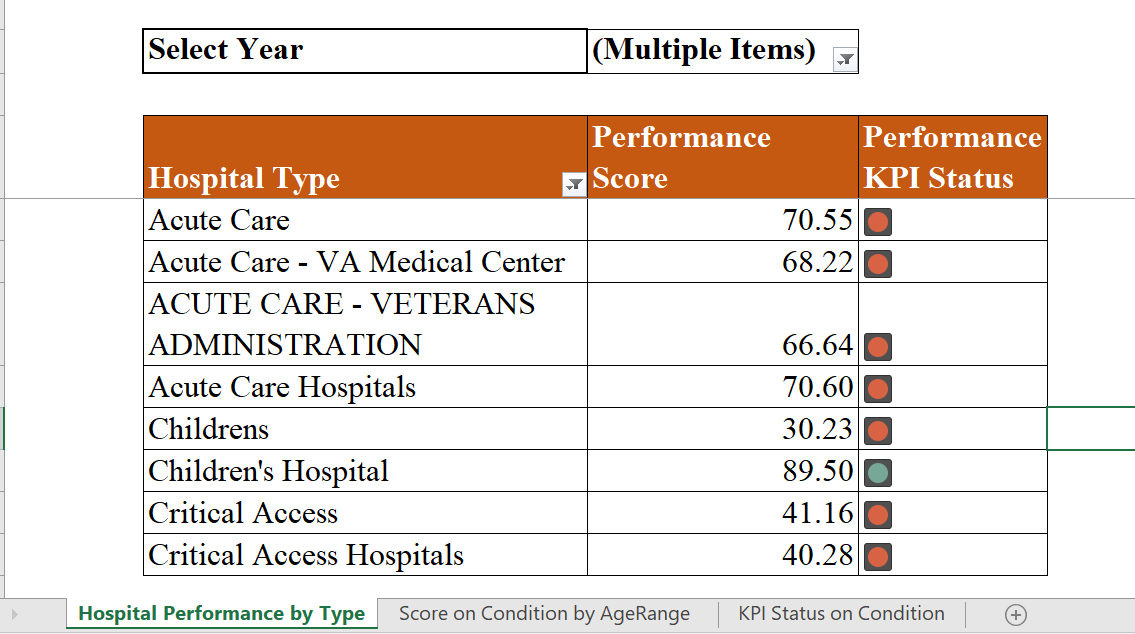 Select Year (Multiple Items)
Hospital Type Performance Score Performance KPI Status
Acute Care 70.55
Acute Care - VA Medical Center 68.22
ACUTE CARE - VETERANS
ADMINISTRATION 66.64
Acute Care Hospitals 70.60
Childrens 30.23
Children's Hospital 89.50
Critical Access 41.16
Critical Access Hospitals 40.28
Hospital Performance by Type Score on Condition by AgeRange KPI Status on Condition